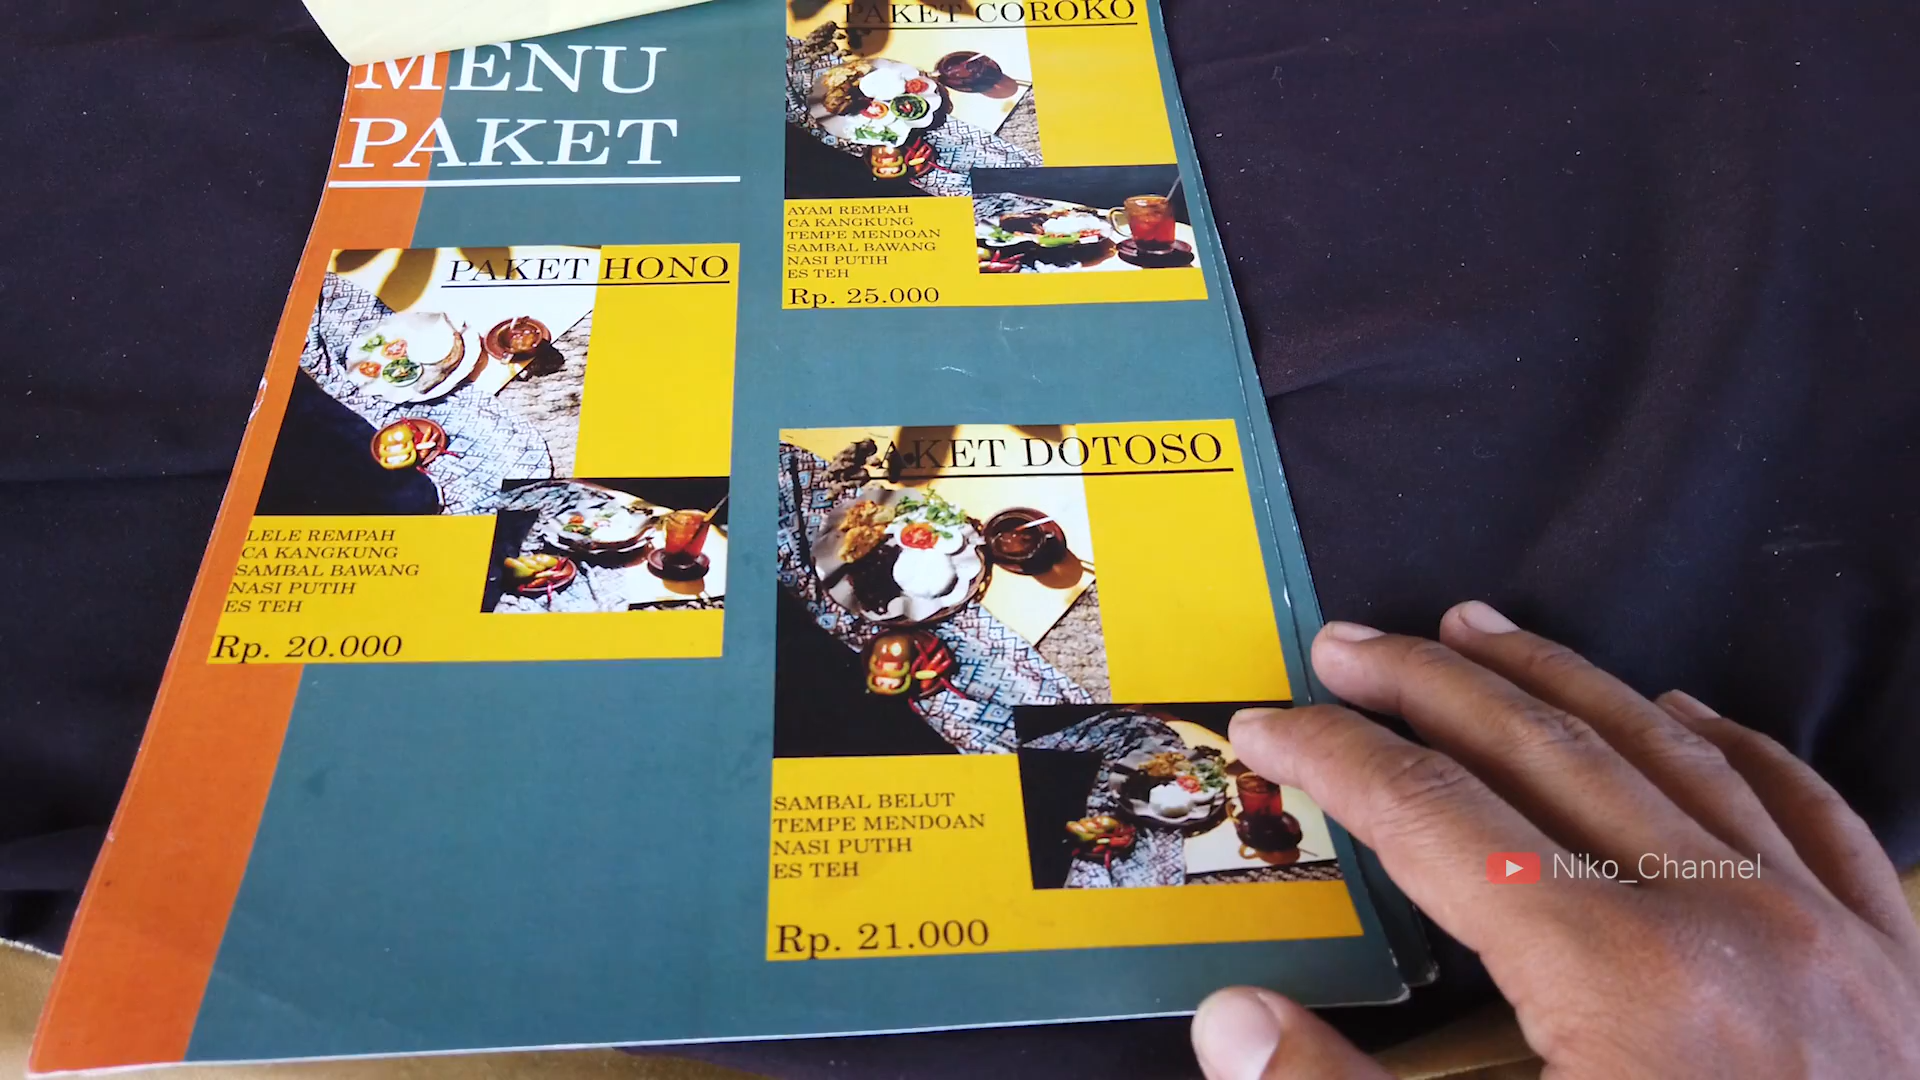 MENU
PAKET
PAKET HONO
LELE REMPAH
CA KANGKUNG
SAMBAL BAWANG
NASI PUTIH
ES TEH
Rp. 20.000
PAKET COROKO
AYAM REMPAH
CA KANGKUNG
TEMPE MENDOAN
SAMBAL BAWANG
NASI PUTIH
ES TEH
Rp. 25.000
PAKET DOTOSO
SAMBAL BELUT
TEMPE MENDOAN
NASI PUTIH
ES TEH
Rp. 21.000
Niko_Channel